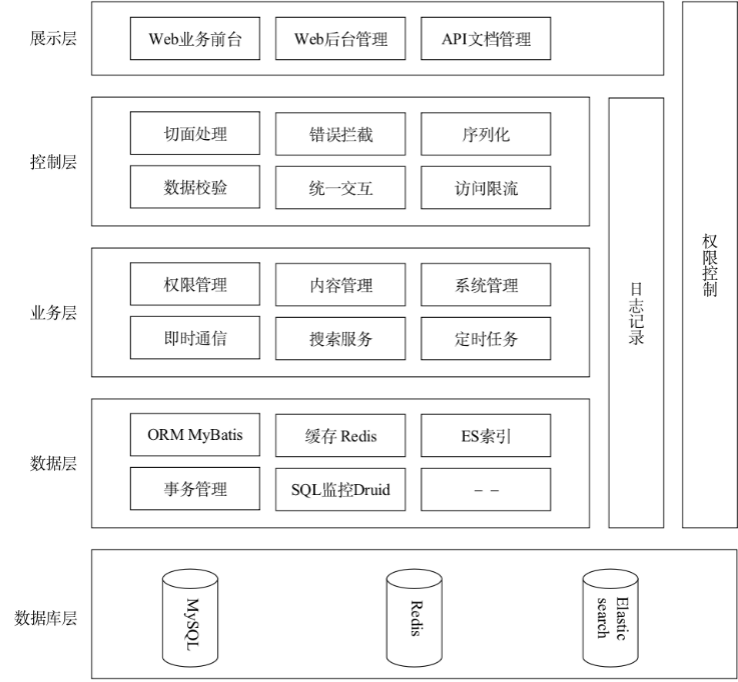 展示层
Web业务前台
Web后台管理
API文档管理
控制层
切面处理
错误拦截
序列化
数据校验
统一交互
访问限流
业务层
权限管理
内容管理
系统管理
即时通信
搜索服务
定时任务
数据层
ORM MyBatis
缓存 Redis
ES索引
事务管理
SQL监控Druid
– –
日志记录
权限控制
数据库层
MySQL
Redis
Elastic
search